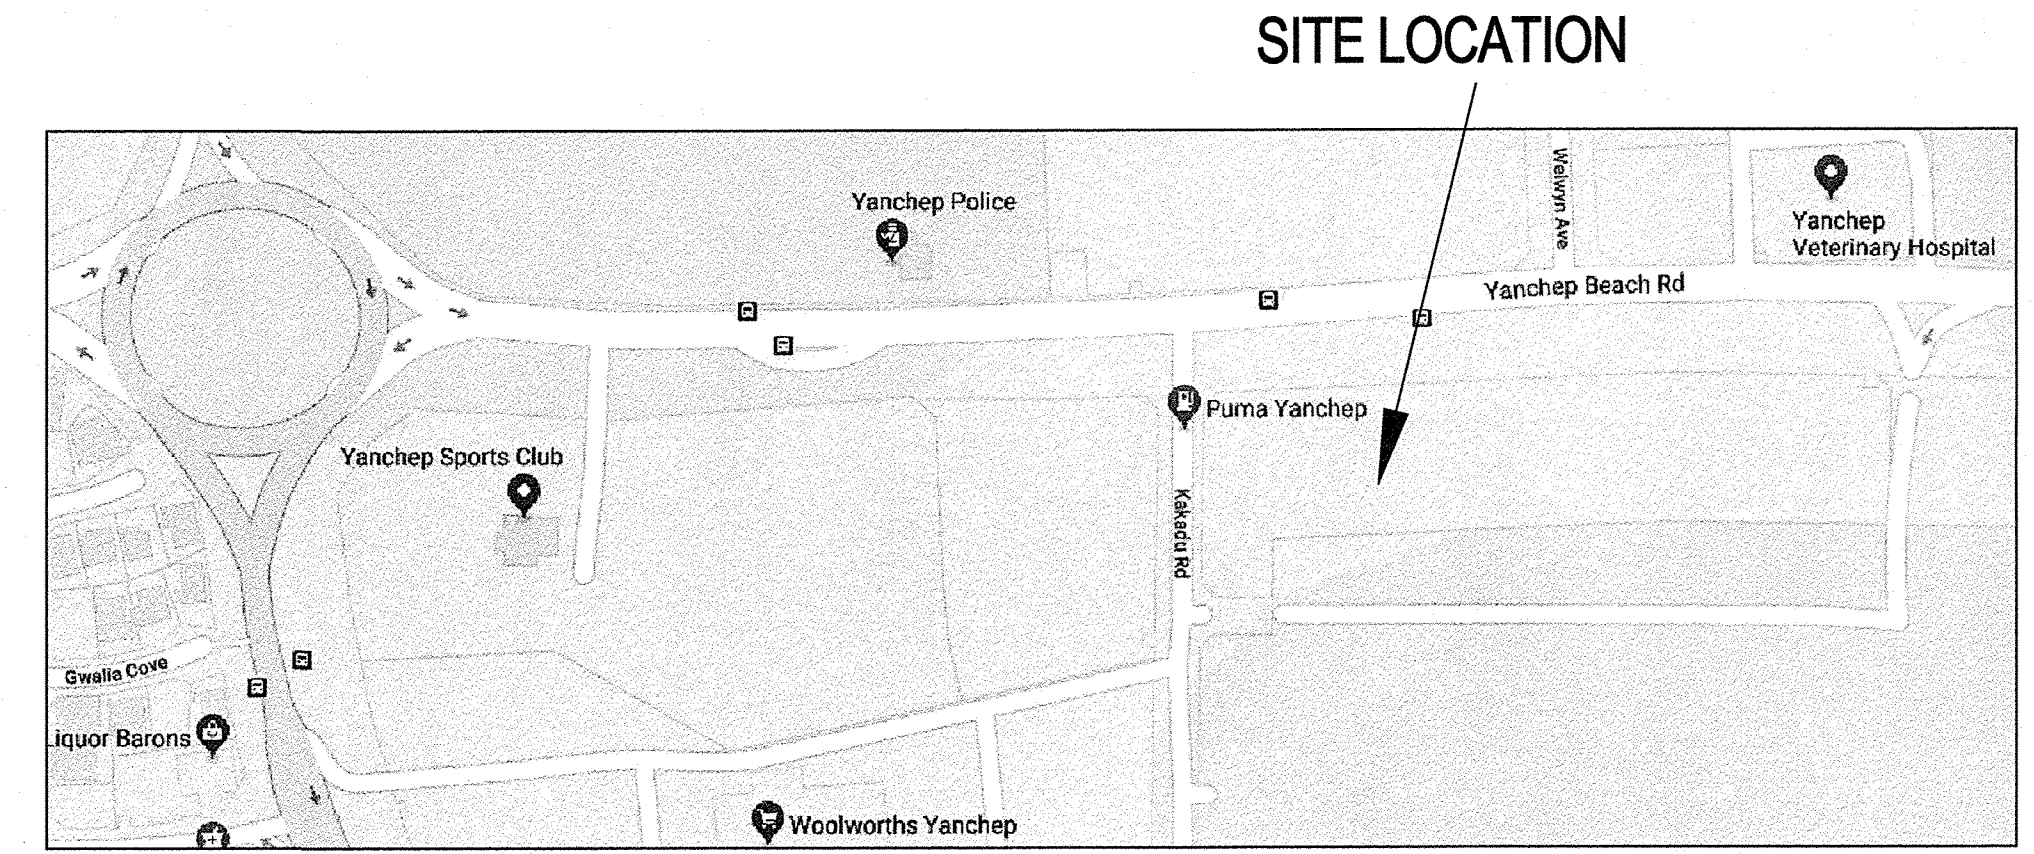 SITE LOCATION
Yanchep Police
Welwyn Ave
Yanchep
Veterinary Hospital
Yanchep Beach Rd
Puma Yanchep
Yanchep Sports Club
Kakadu Rd
Gwalia Cove
iquor Barons
Woolworths Yanchep